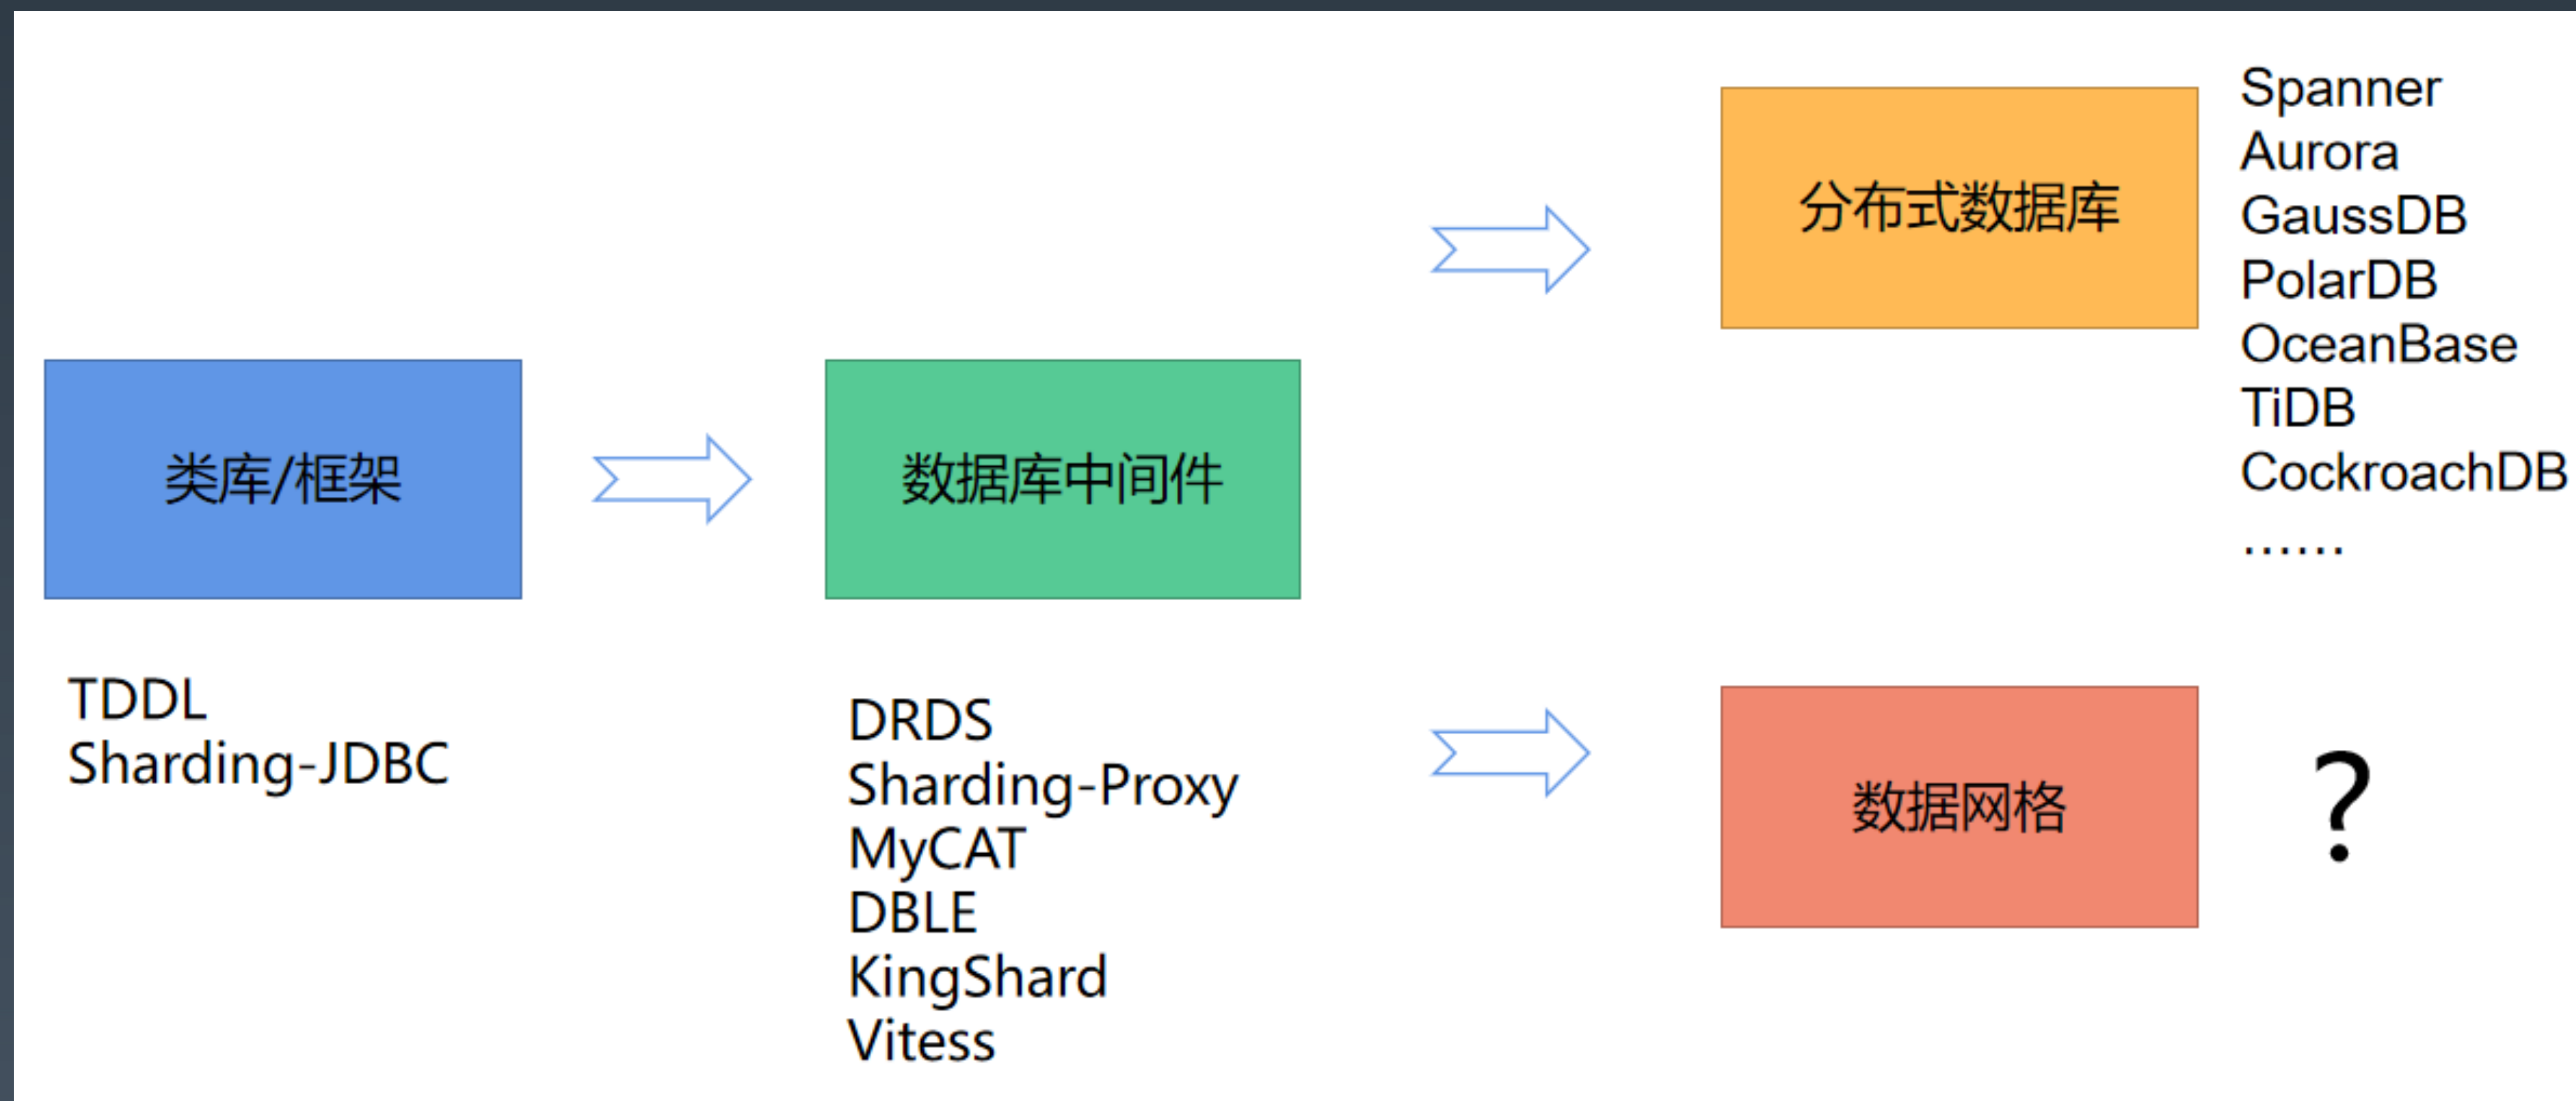 类库/框架
TDDL
Sharding-JDBC
数据库中间件
DRDS
Sharding-Proxy
MyCAT
DBLE
KingShard
Vitess
分布式数据库
Spanner
Aurora
GaussDB
PolarDB
OceanBase
TiDB
CockroachDB
……
数据网格
?